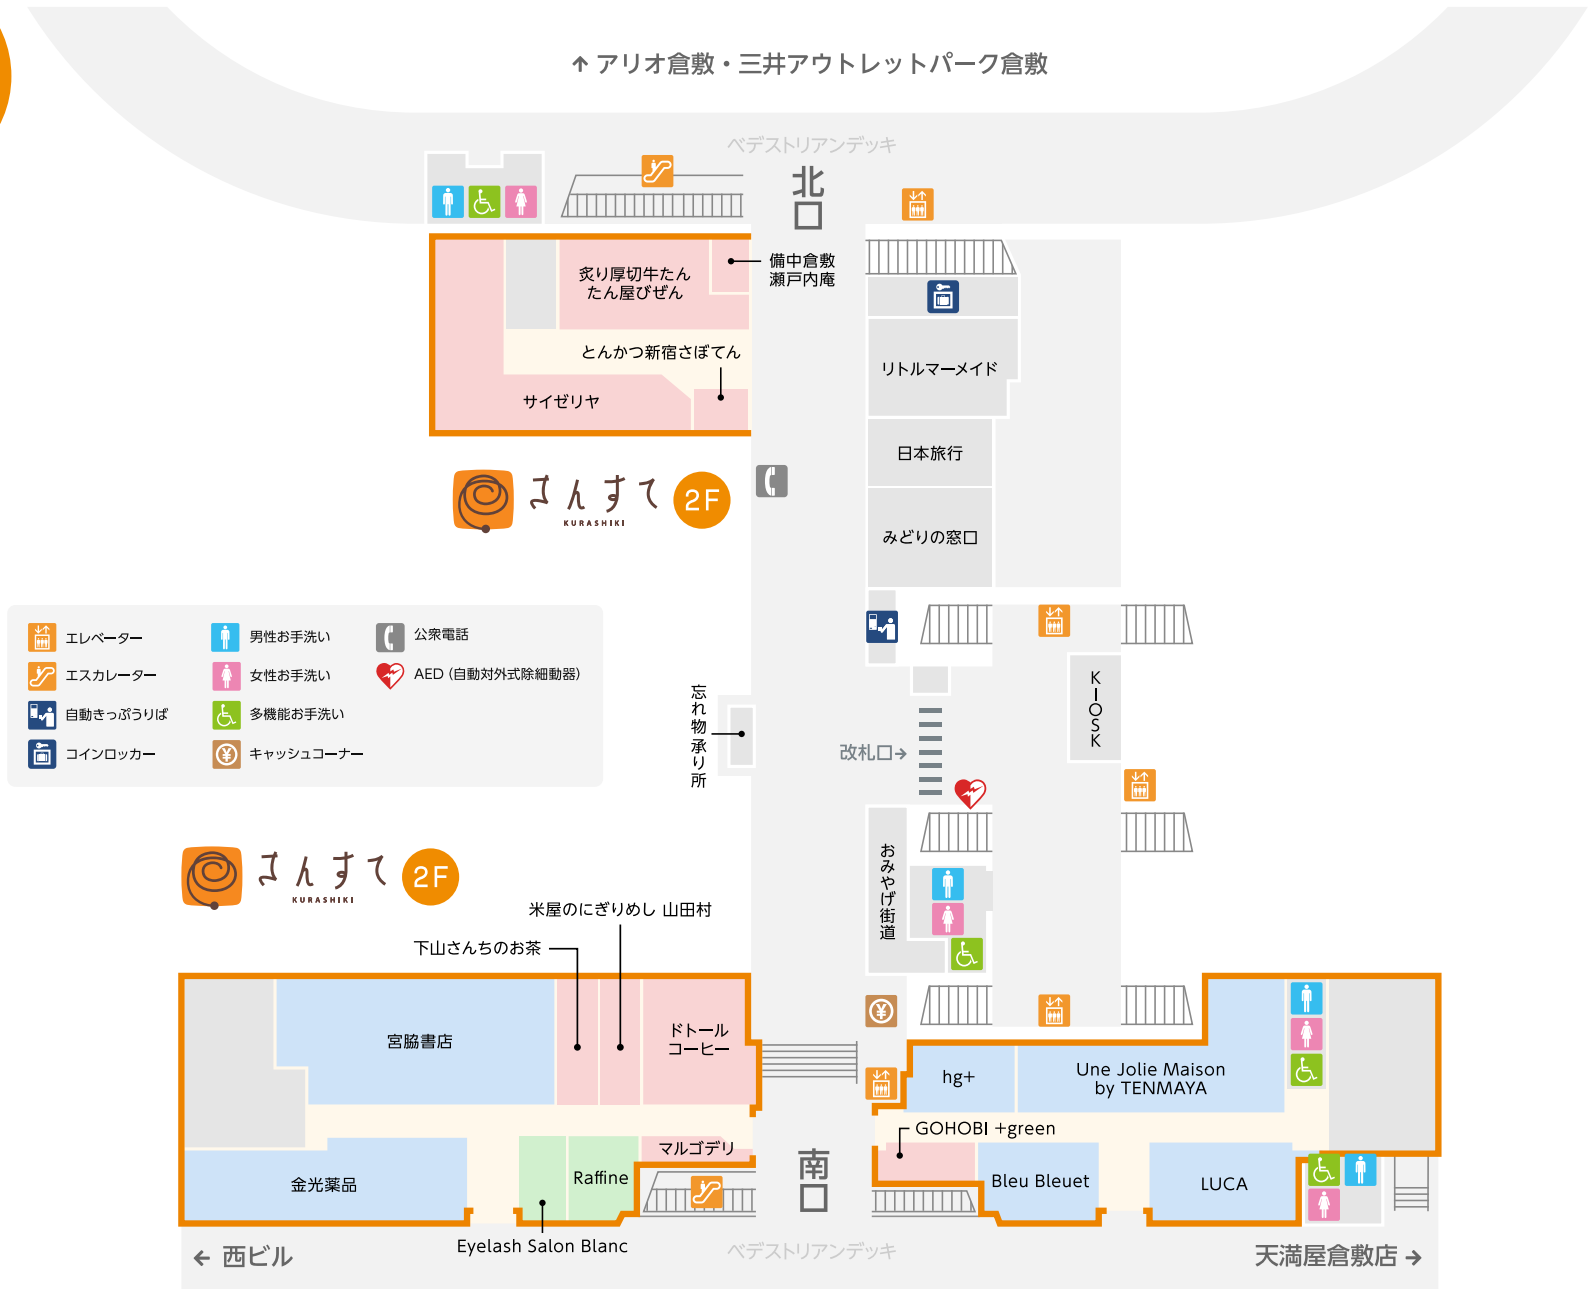 ↑ アリオ倉敷・三井アウトレットパーク倉敷
ペデストリアンデッキ
北口
備中倉敷
瀬戸内庵
炙り厚切牛たん
たん屋びぜん
とんかつ新宿さぼてん
サイゼリヤ
リトルマーメイド
日本旅行
みどりの窓口
さんすて
KURASHIKI
2F
エレベーター
エスカレーター
自動きっぷうりば
コインロッカー
男性お手洗い
女性お手洗い
多機能お手洗い
キャッシュコーナー
公衆電話
AED（自動対外式除細動器）
忘れ物承り所
改札口→
KIOSK
おみやげ街道
さんすて
KURASHIKI
2F
米屋のにぎりめし 山田村
下山さんちのお茶
宮脇書店
ドトール
コーヒー
hg+
Une Jolie Maison
by TENMAYA
マルゴデリ
GOHOBI +green
金光薬品
Raffine
南口
Bleu Bleuet
LUCA
Eyelash Salon Blanc
← 西ビル
ペデストリアンデッキ
天満屋倉敷店 →